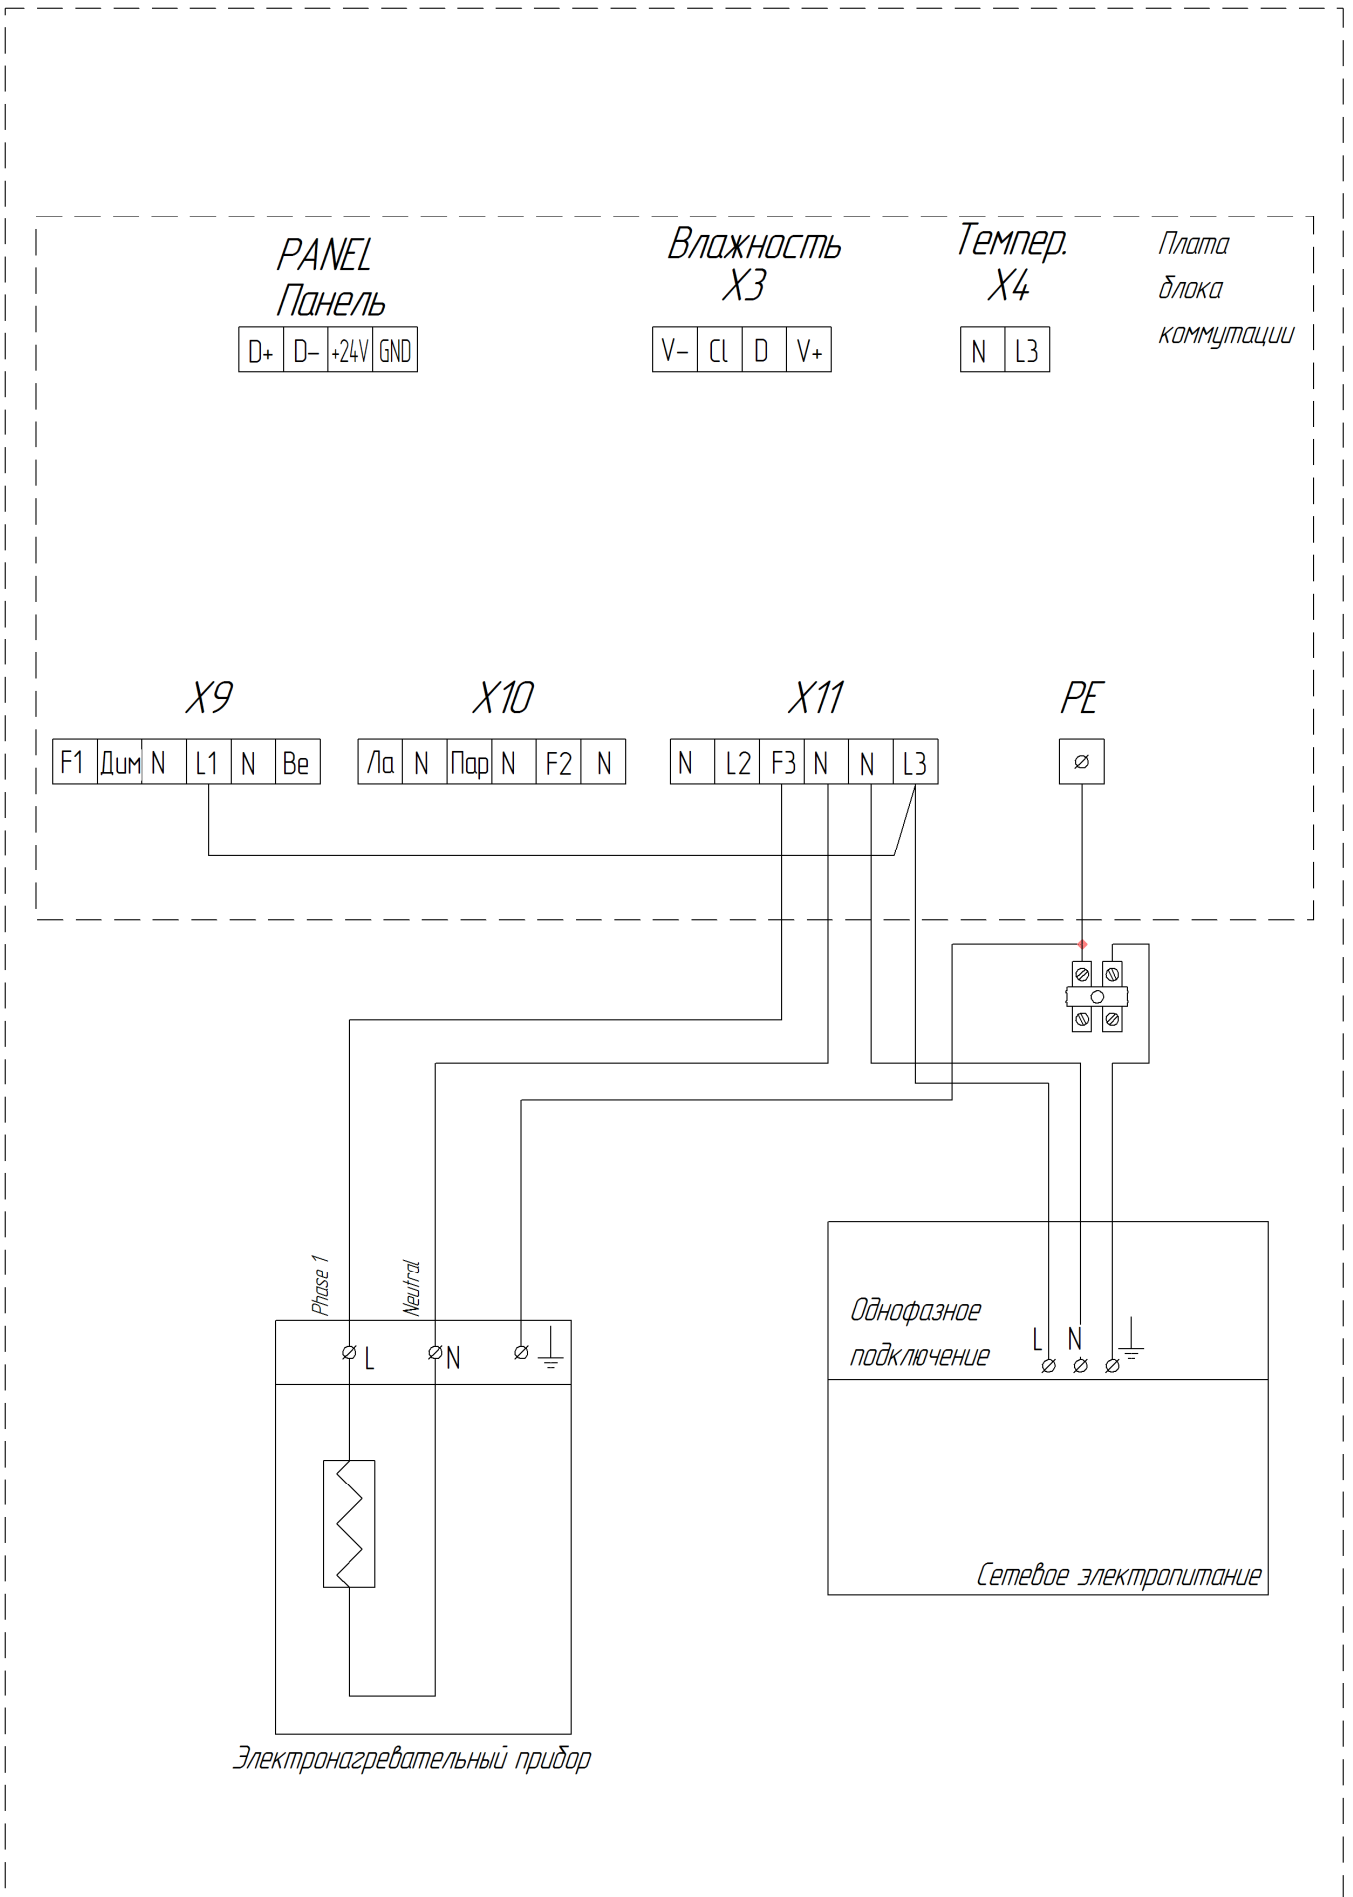 PANEL
Панель
D+ D- +24V GND
Влажность
X3
V- Cl D V+
Темпер.
X4
N L3
Плата
блока
коммутации
X9
F1 Дим N L1 N Ве
X10
Ла N Пар N F2 N
X11
N L2 F3 N N L3
PE
Phase 1
Neutral
L N
Электронагревательный прибор
Однофазное
подключение
L N
Сетевое электропитание